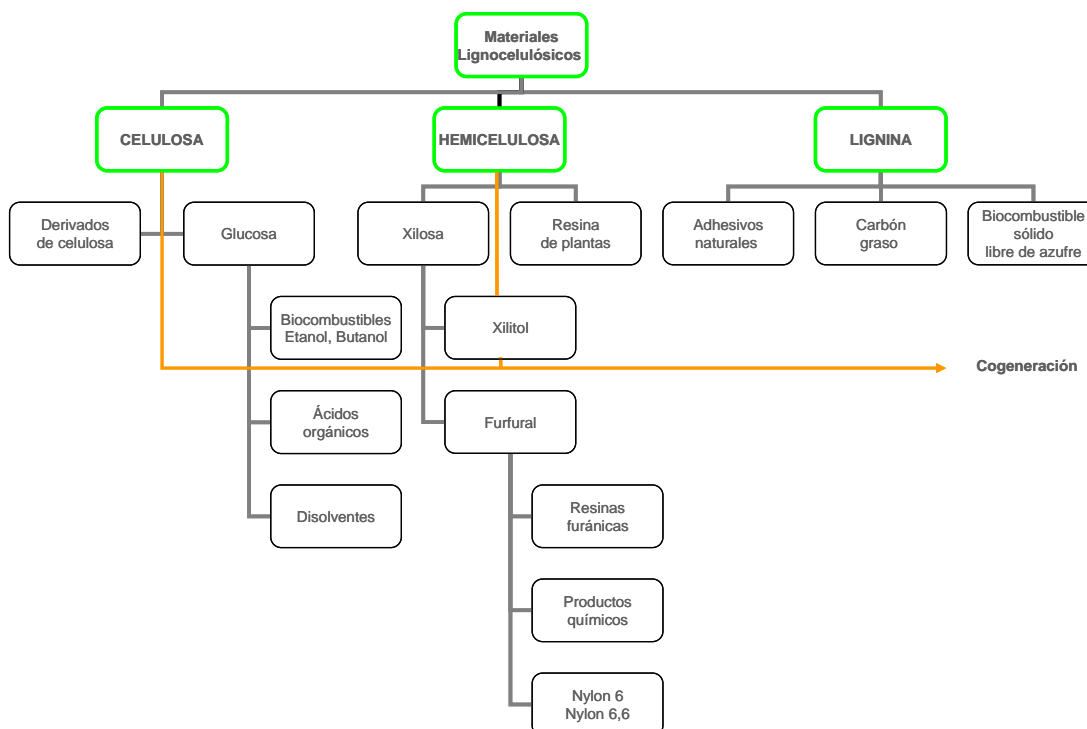 Materiales
Lignocelulósicos
CELULOSA
HEMICELULOSA
LIGNINA
Derivados
de celulosa
Glucosa
Xilosa
Resina
de plantas
Adhesivos
naturales
Carbón
graso
Biocombustible
sólido
libre de azufre
Biocombustibles
Etanol, Butanol
Xilitol
Cogeneración
Ácidos
orgánicos
Furfural
Disolventes
Resinas
furánicas
Productos
químicos
Nylon 6
Nylon 6,6